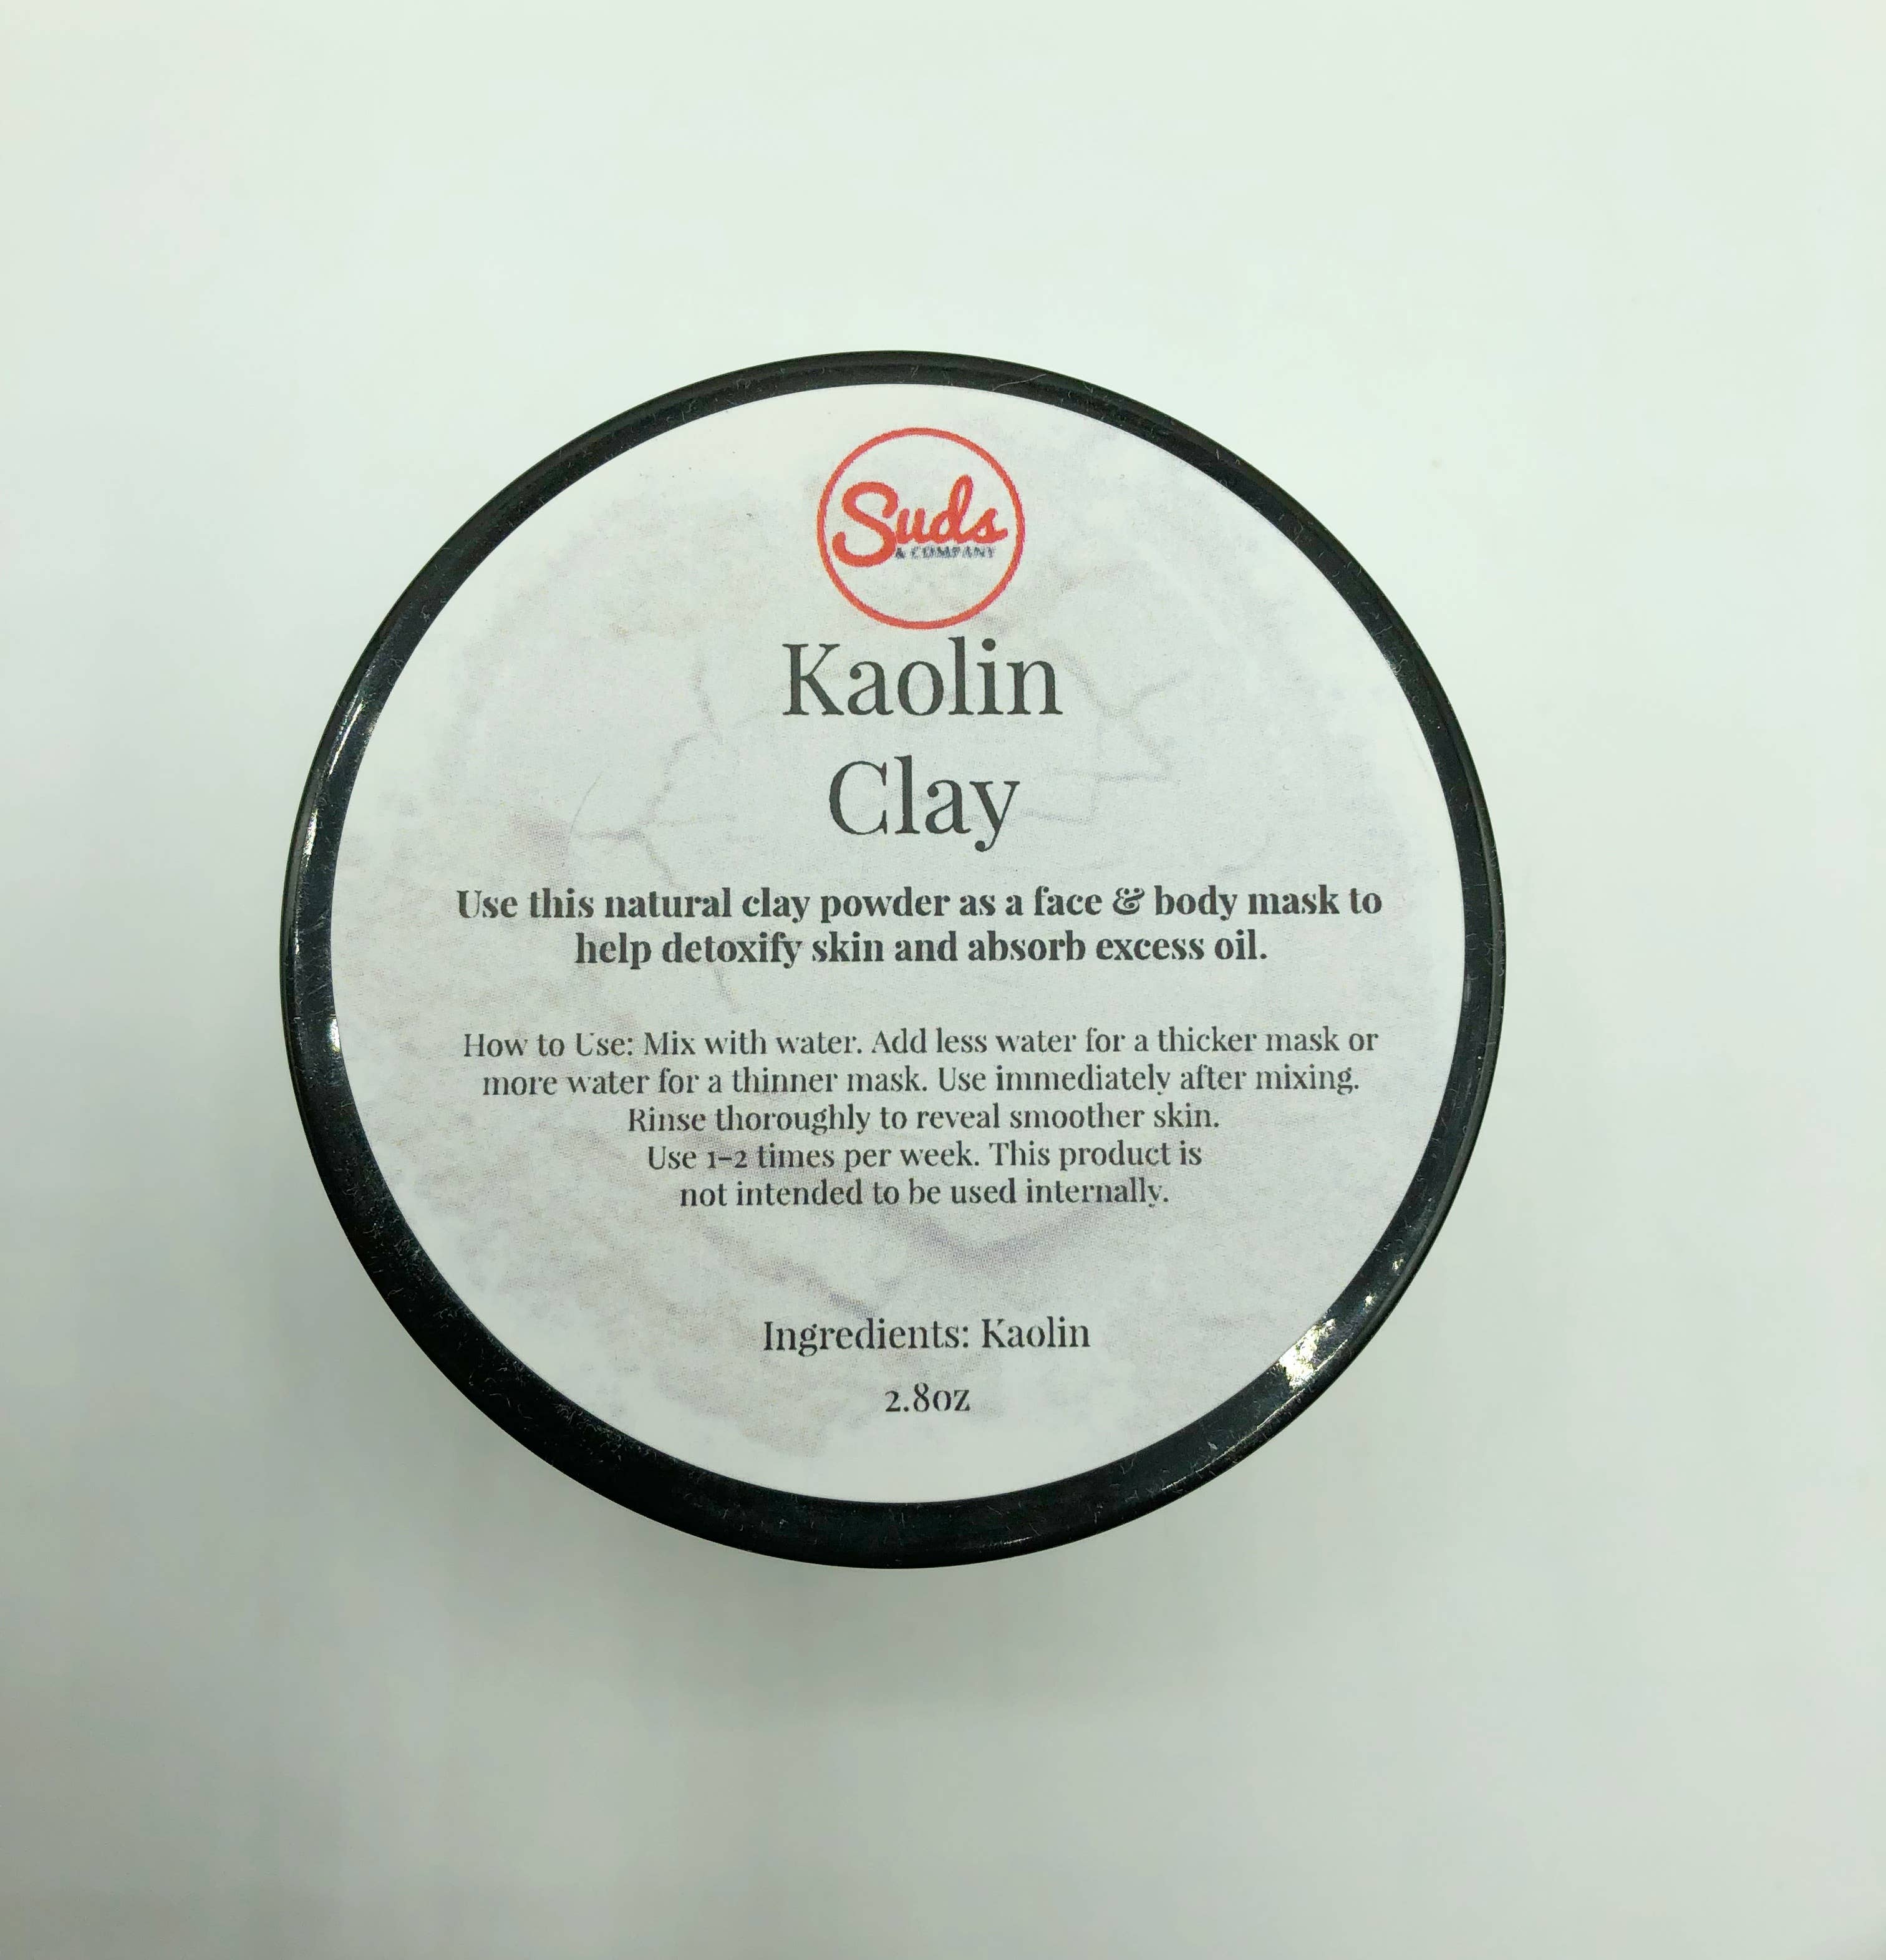 Suds
& COMPANY
Kaolin
Clay
Use this natural clay powder as a face & body mask to
help detoxify skin and absorb excess oil.
How to Use: Mix with water. Add less water for a thicker mask or
more water for a thinner mask. Use immediately after mixing.
Rinse thoroughly to reveal smoother skin.
Use 1-2 times per week. This product is
not intended to be used internally.
Ingredients: Kaolin
2.8oz